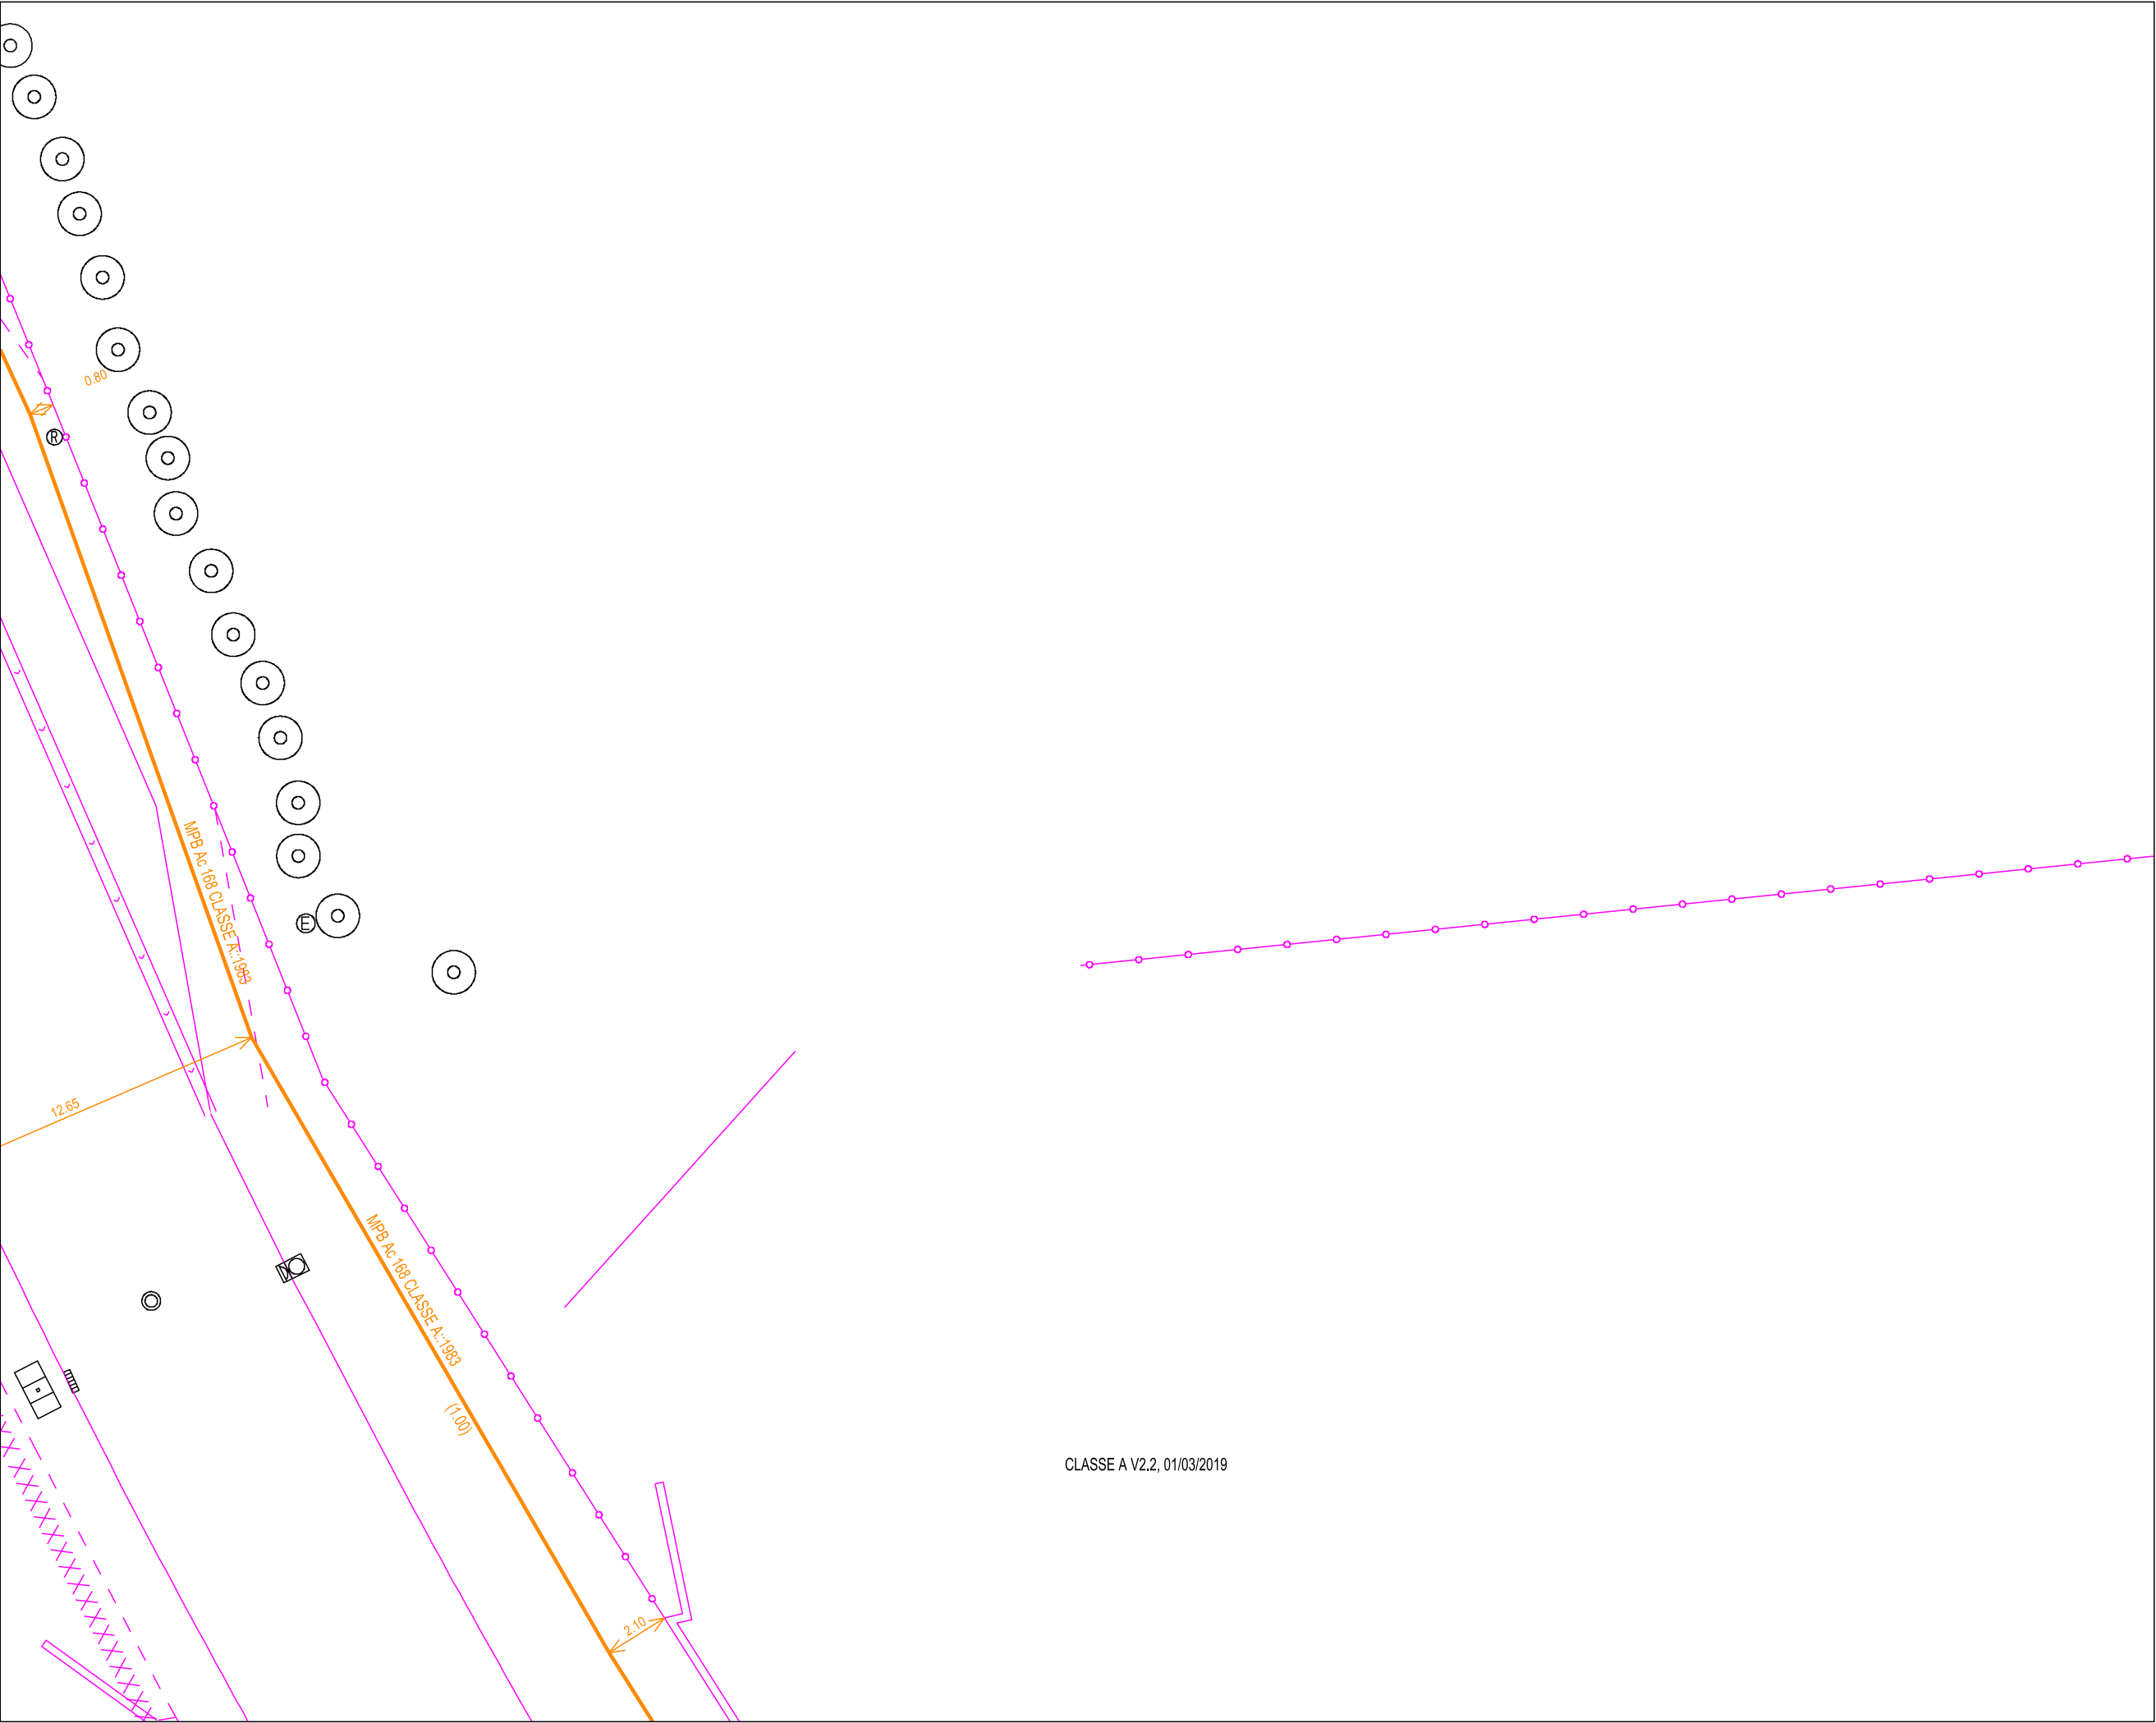 0.80
R
MPB Ac 168 CLASSE A::1983
E
12.65
MPB Ac 168 CLASSE A::1983
(1.00)
CLASSE A V2.2, 01/03/2019
2.10